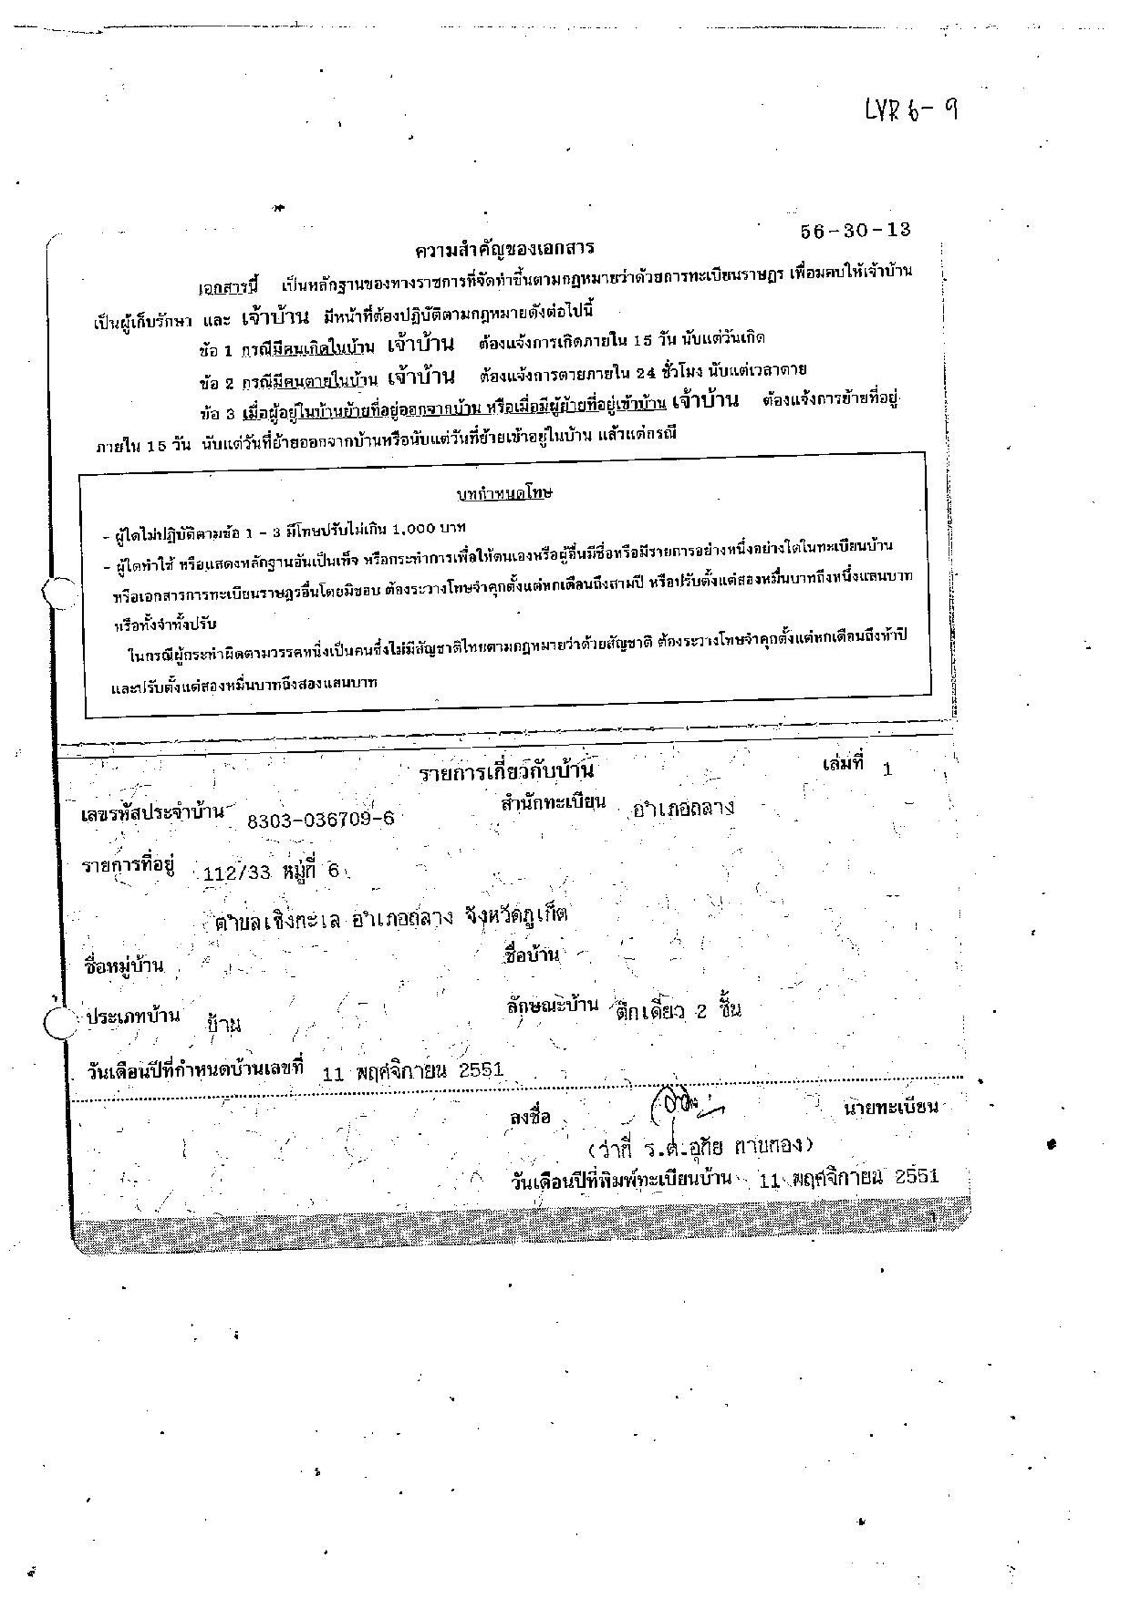 LVR 6-9
56-30-13
ความสำคัญของเอกสาร
เอกสารนี้ เป็นหลักฐานของทางราชการที่จัดทำขึ้นตามกฎหมายว่าด้วยการทะเบียนราษฎร เพื่อมอบให้เจ้าบ้าน
เป็นผู้เก็บรักษา และ เจ้าบ้าน มีหน้าที่ต้องปฏิบัติตามกฎหมายดังต่อไปนี้
ข้อ 1 กรณีมีคนเกิดในบ้าน เจ้าบ้าน ต้องแจ้งการเกิดภายใน 15 วัน นับแต่วันเกิด
ข้อ 2 กรณีมีคนตายในบ้าน เจ้าบ้าน ต้องแจ้งการตายภายใน 24 ชั่วโมง นับแต่เวลาตาย
ข้อ 3 เมื่อผู้อยู่ในบ้านย้ายที่อยู่ออกจากบ้าน หรือเมื่อมีผู้ย้ายที่อยู่เข้าบ้าน เจ้าบ้าน ต้องแจ้งการย้ายที่อยู่
ภายใน 15 วัน นับแต่วันที่ย้ายออกจากบ้านหรือนับแต่วันที่ย้ายเข้าอยู่ในบ้าน แล้วแต่กรณี
บทกำหนดโทษ
- ผู้ใดไม่ปฏิบัติตามข้อ 1 - 3 มีโทษปรับไม่เกิน 1,000 บาท
- ผู้ใดทำใช้ หรือแสดงหลักฐานอันเป็นเท็จ หรือกระทำการเพื่อให้ตนเองหรือผู้อื่นมีชื่อหรือมีรายการอย่างหนึ่งอย่างใดในทะเบียนบ้าน
หรือเอกสารการทะเบียนราษฎรอื่นโดยมิชอบ ต้องระวางโทษจำคุกตั้งแต่หกเดือนถึงสามปี หรือปรับตั้งแต่สองหมื่นบาทถึงหนึ่งแสนบาท
หรือทั้งจำทั้งปรับ
ในกรณีผู้กระทำผิดตามวรรคหนึ่งเป็นคนซึ่งไม่มีสัญชาติไทยตามกฎหมายว่าด้วยสัญชาติ ต้องระวางโทษจำคุกตั้งแต่หกเดือนถึงห้าปี
และปรับตั้งแต่สองหมื่นบาทถึงสองแสนบาท
รายการเกี่ยวกับบ้าน เล่มที่ 1
เลขรหัสประจำบ้าน 8303-036709-6 สำนักทะเบียน อำเภอถลาง
รายการที่อยู่ 112/33 หมู่ที่ 6
ตำบลเชิงทะเล อำเภอถลาง จังหวัดภูเก็ต
ชื่อหมู่บ้าน ชื่อบ้าน
ประเภทบ้าน บ้าน ลักษณะบ้าน ตึกเดี่ยว 2 ชั้น
วันเดือนปีที่กำหนดบ้านเลขที่ 11 พฤศจิกายน 2551
ลงชื่อ นายทะเบียน
(ว่าที่ ร.ต.อุทัย ทาบทอง)
วันเดือนปีที่พิมพ์ทะเบียนบ้าน 11 พฤศจิกายน 2551